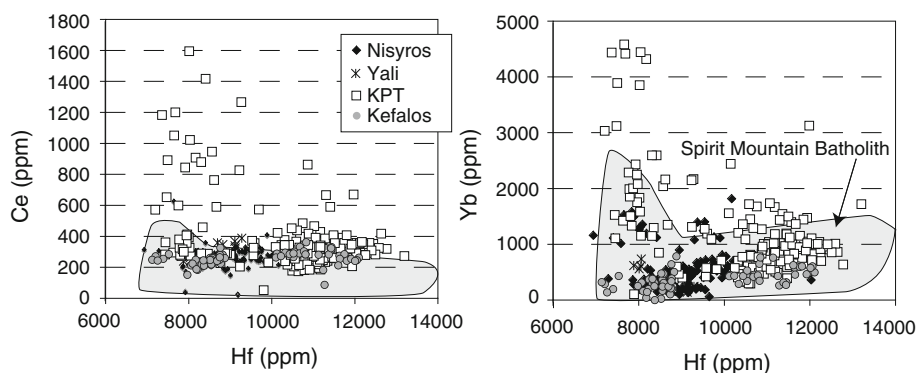 1800
1600
1400
1200
1000
800
600
400
200
0
Ce (ppm)
6000 8000 10000 12000 14000
Hf (ppm)
Nisyros
Yali
KPT
Kefalos
5000
4000
3000
2000
1000
0
Yb (ppm)
Spirit Mountain Batholith
6000 8000 10000 12000 14000
Hf (ppm)